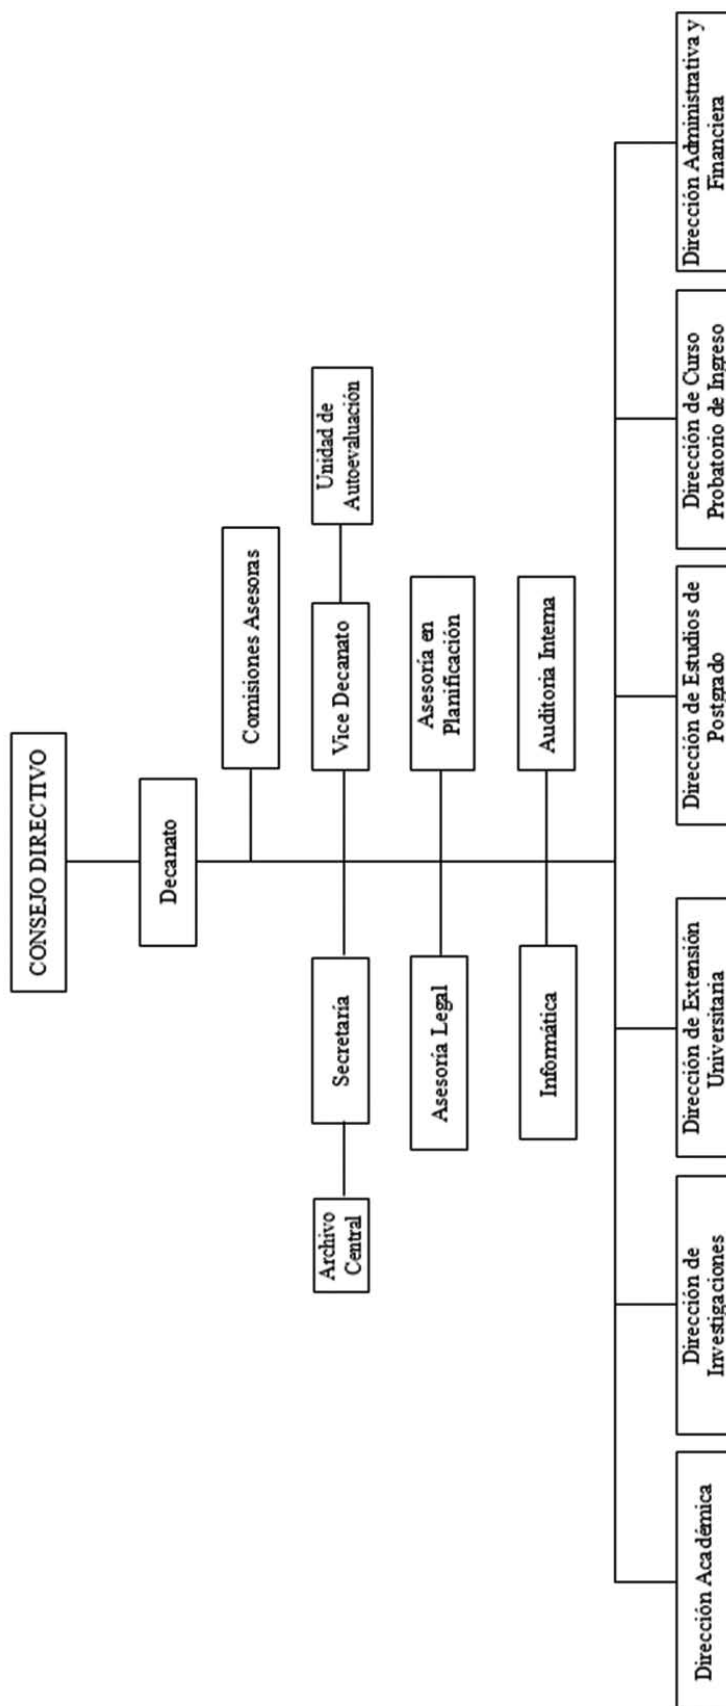 CONSEJO DIRECTIVO
Decanato
Comisiones Asesoras
Archivo
Central
Secretaría
Vice Decanato
Unidad de
Autoevaluación
Asesoría Legal
Asesoría en
Planificación
Informática
Auditoria Interna
Dirección Académica
Dirección de
Investigaciones
Dirección de Extensión
Universitaria
Dirección de Estudios de
Postgrado
Dirección de Curso
Probatorio de Ingreso
Dirección Administrativa y
Financiera